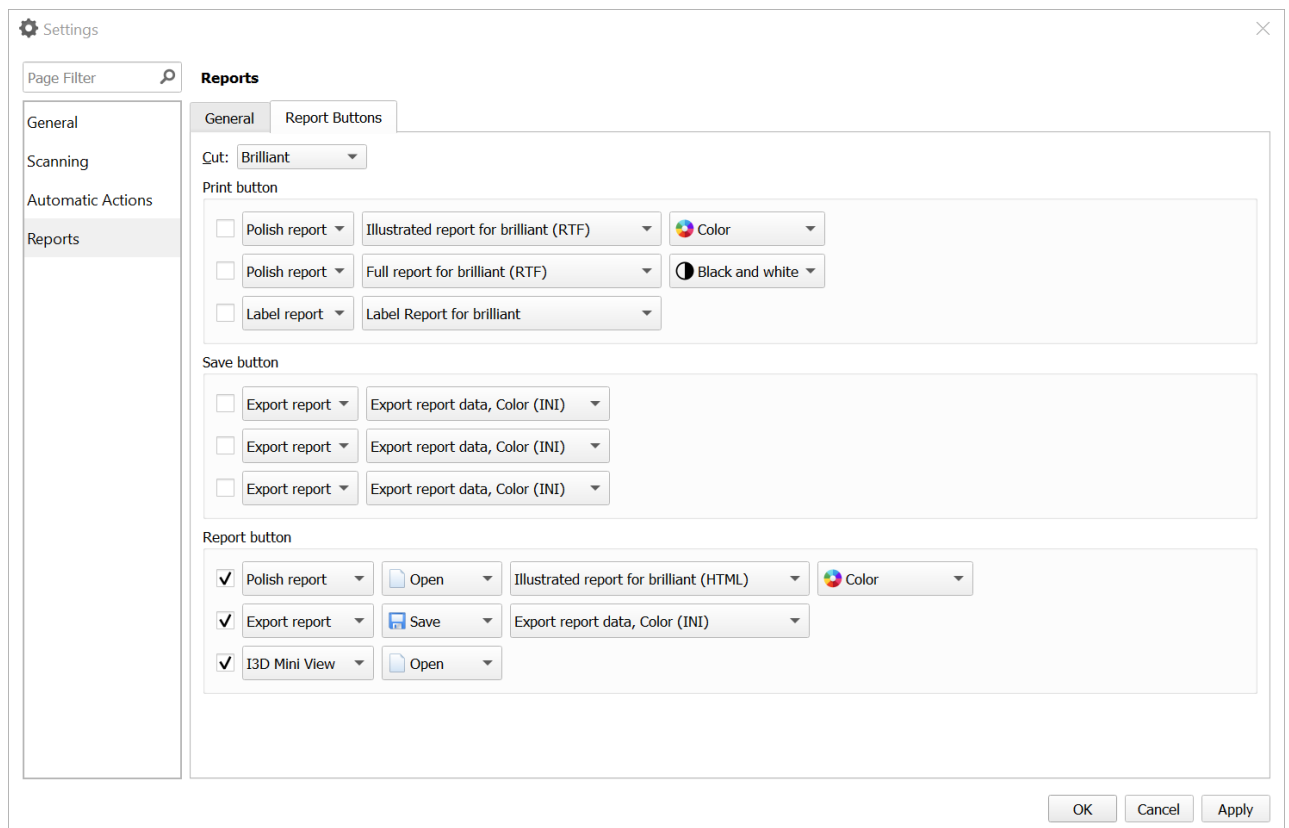 Settings
Page Filter
Reports
General
Scanning
Automatic Actions
Reports
General Report Buttons
Cut: Brilliant
Print button
Polish report Illustrated report for brilliant (RTF) Color
Polish report Full report for brilliant (RTF) Black and white
Label report Label Report for brilliant
Save button
Export report Export report data, Color (INI)
Export report Export report data, Color (INI)
Export report Export report data, Color (INI)
Report button
Polish report Open Illustrated report for brilliant (HTML) Color
Export report Save Export report data, Color (INI)
I3D Mini View Open
OK Cancel Apply